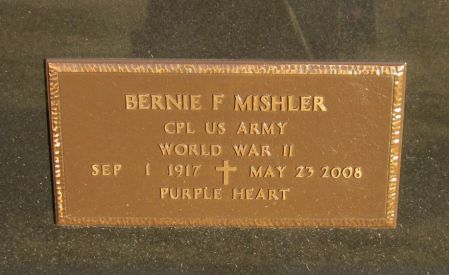 BERNIE F MISHLER
CPL US ARMY
WORLD WAR II
SEP 1 1917 ✝ MAY 23 2008
PURPLE HEART